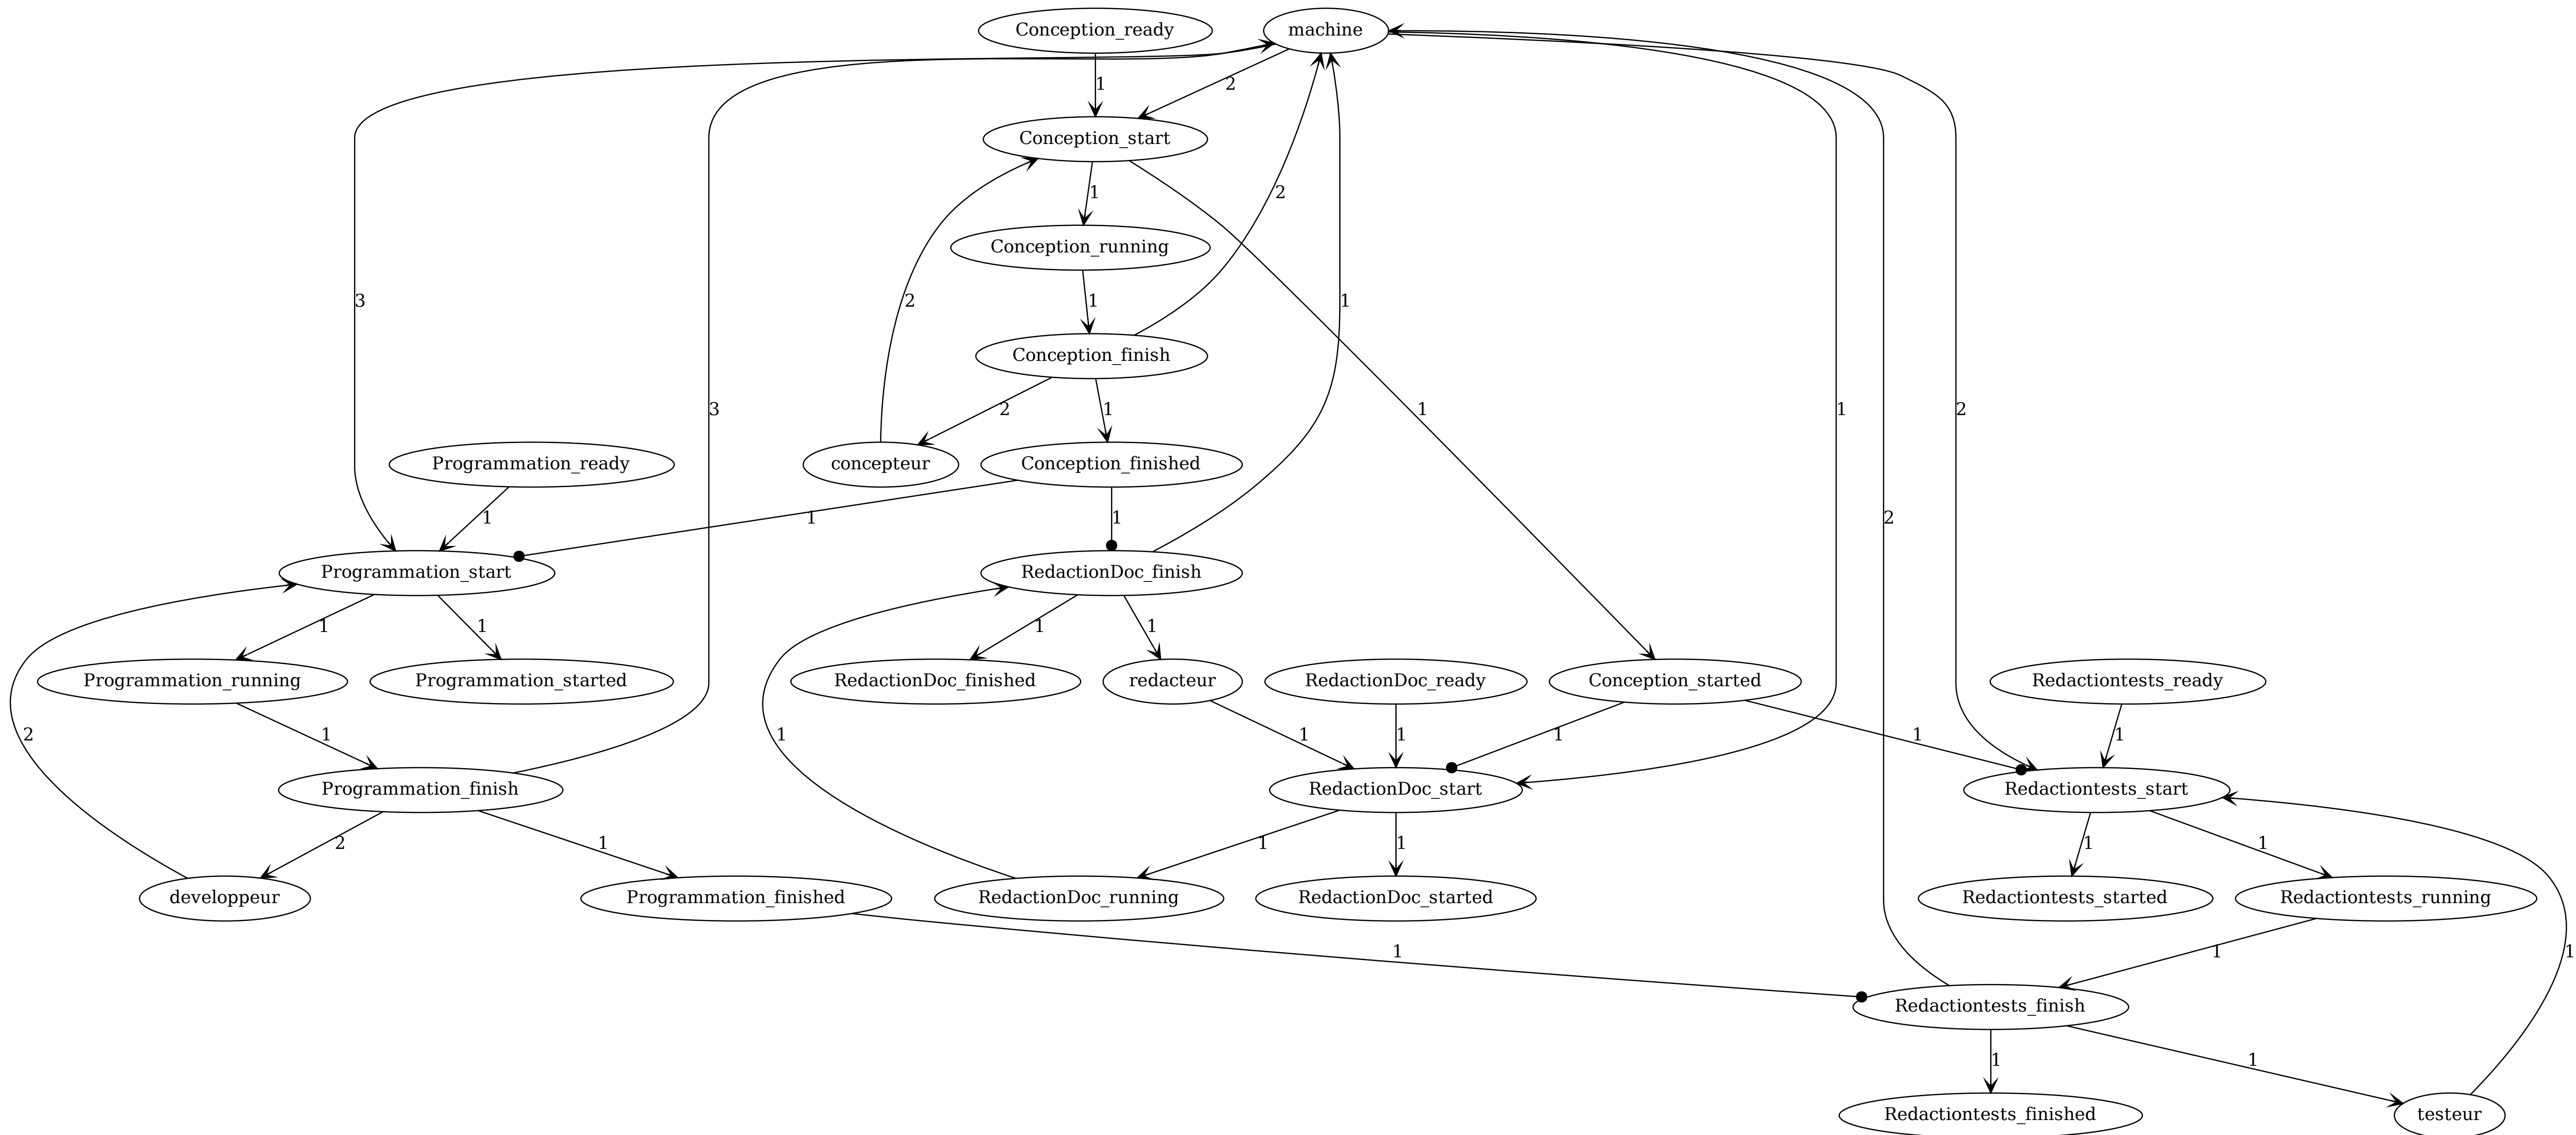 Conception_ready
machine
1
2
Conception_start
1
2
Conception_running
3
2
1
1
Conception_finish
3
2
1
1
1
2
Programmation_ready
concepteur
Conception_finished
1
1
1
2
Programmation_start
RedactionDoc_finish
1
1
1
1
Programmation_running
Programmation_started
RedactionDoc_finished
redacteur
RedactionDoc_ready
Conception_started
Redactiontests_ready
2
1
1
1
1
1
1
1
Programmation_finish
RedactionDoc_start
Redactiontests_start
2
1
1
1
1
1
developpeur
Programmation_finished
RedactionDoc_running
RedactionDoc_started
Redactiontests_started
Redactiontests_running
1
1
1
Redactiontests_finish
1
1
Redactiontests_finished
testeur